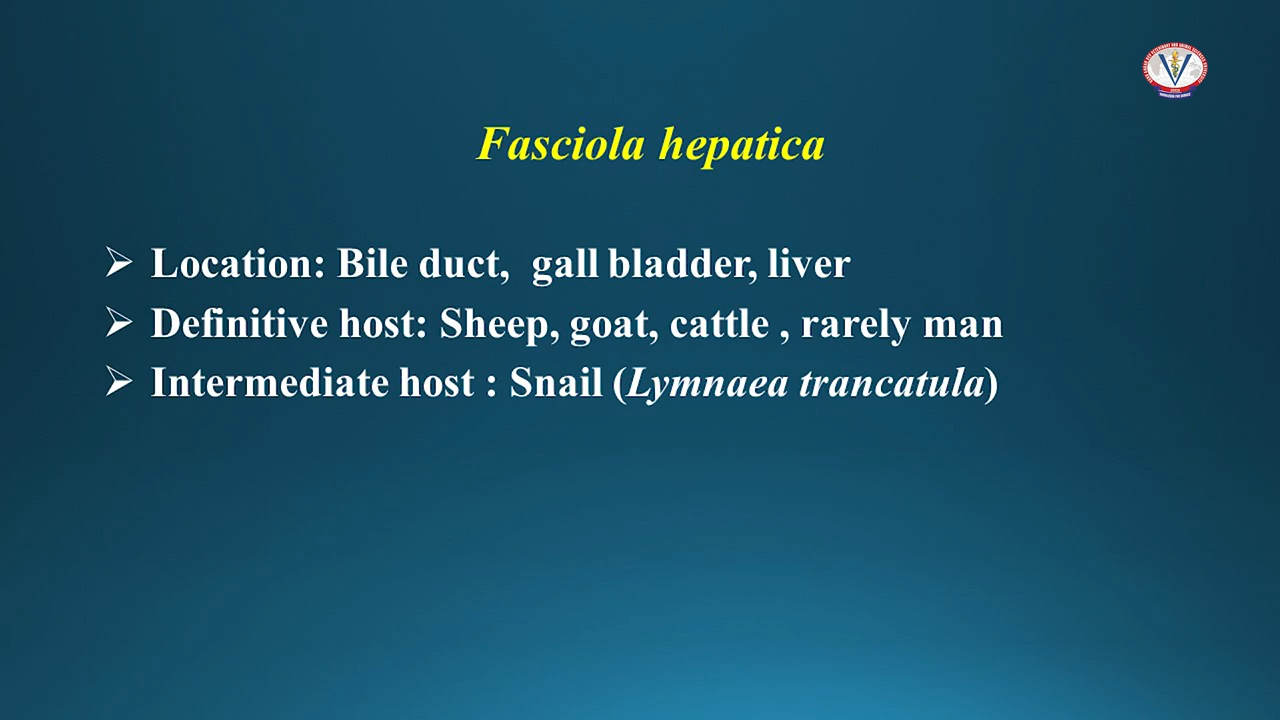 Fasciola hepatica
➢ Location: Bile duct, gall bladder, liver
➢ Definitive host: Sheep, goat, cattle , rarely man
➢ Intermediate host : Snail (Lymnaea trancatula)